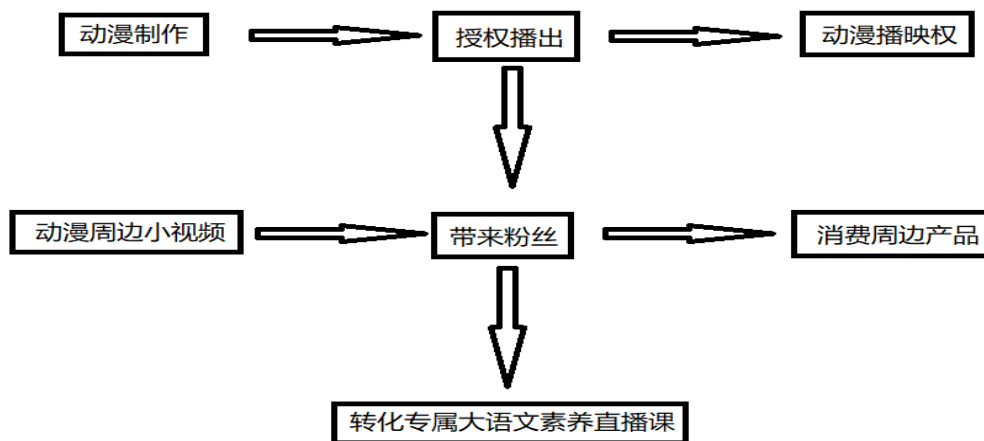 动漫制作
授权播出
动漫播映权
动漫周边小视频
带来粉丝
消费周边产品
转化专属大语文素养直播课